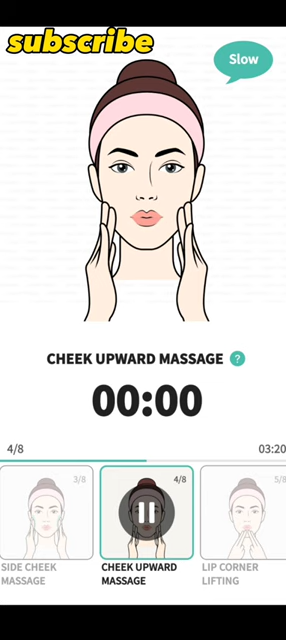 subscribe
Slow
CHEEK UPWARD MASSAGE ?
00:00
4/8 03:20
3/8 4/8 5/8
SIDE CHEEK
MASSAGE
CHEEK UPWARD
MASSAGE
LIP CORNER
LIFTING